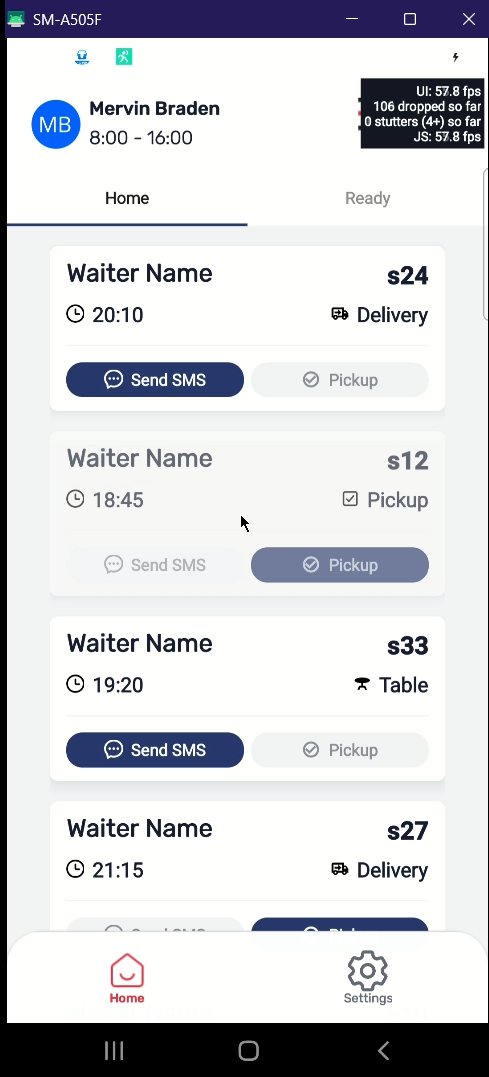 SM-A505F
UI: 57.8 fps
106 dropped so far
0 stutters (4+) so far
JS: 57.8 fps
MB
Mervin Braden
8:00 - 16:00
Home Ready
Waiter Name s24
20:10 Delivery
Send SMS Pickup
Waiter Name s12
18:45 Pickup
Send SMS Pickup
Waiter Name s33
19:20 Table
Send SMS Pickup
Waiter Name s27
21:15 Delivery
Home Settings